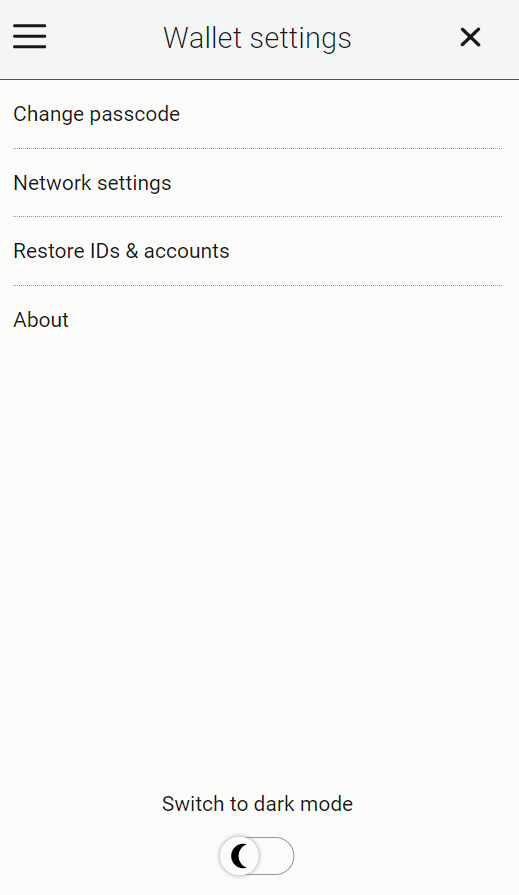 Wallet settings
Change passcode
Network settings
Restore IDs & accounts
About
Switch to dark mode